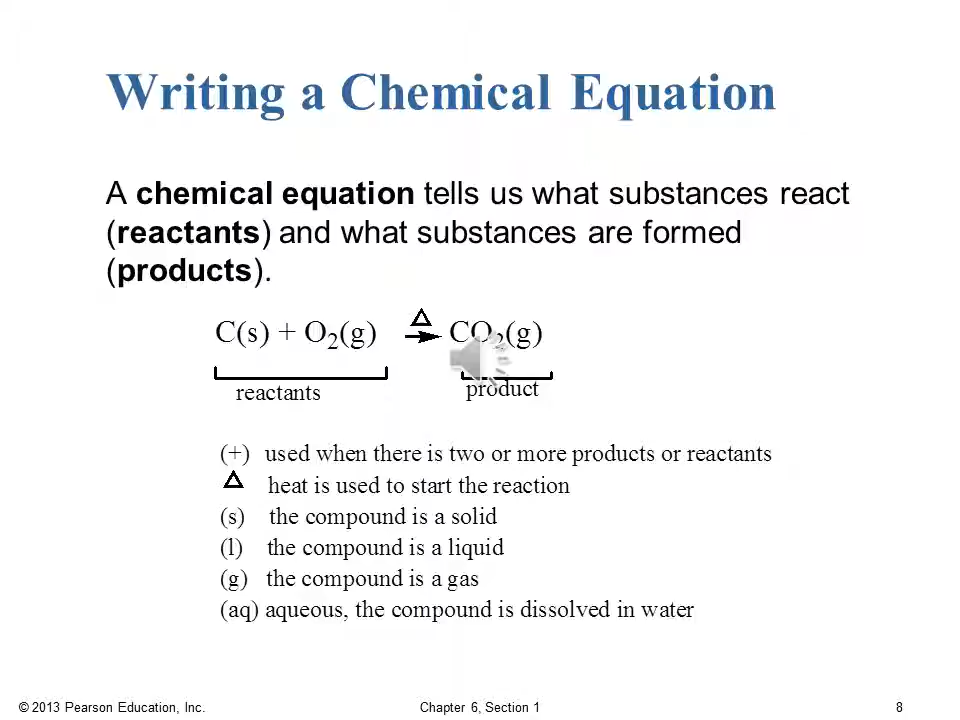 Writing a Chemical Equation
A chemical equation tells us what substances react
(reactants) and what substances are formed
(products).
Δ
C(s) + O₂(g) → CO₂(g)
reactants product
(+) used when there is two or more products or reactants
Δ heat is used to start the reaction
(s) the compound is a solid
(l) the compound is a liquid
(g) the compound is a gas
(aq) aqueous, the compound is dissolved in water
© 2013 Pearson Education, Inc. Chapter 6, Section 1 8